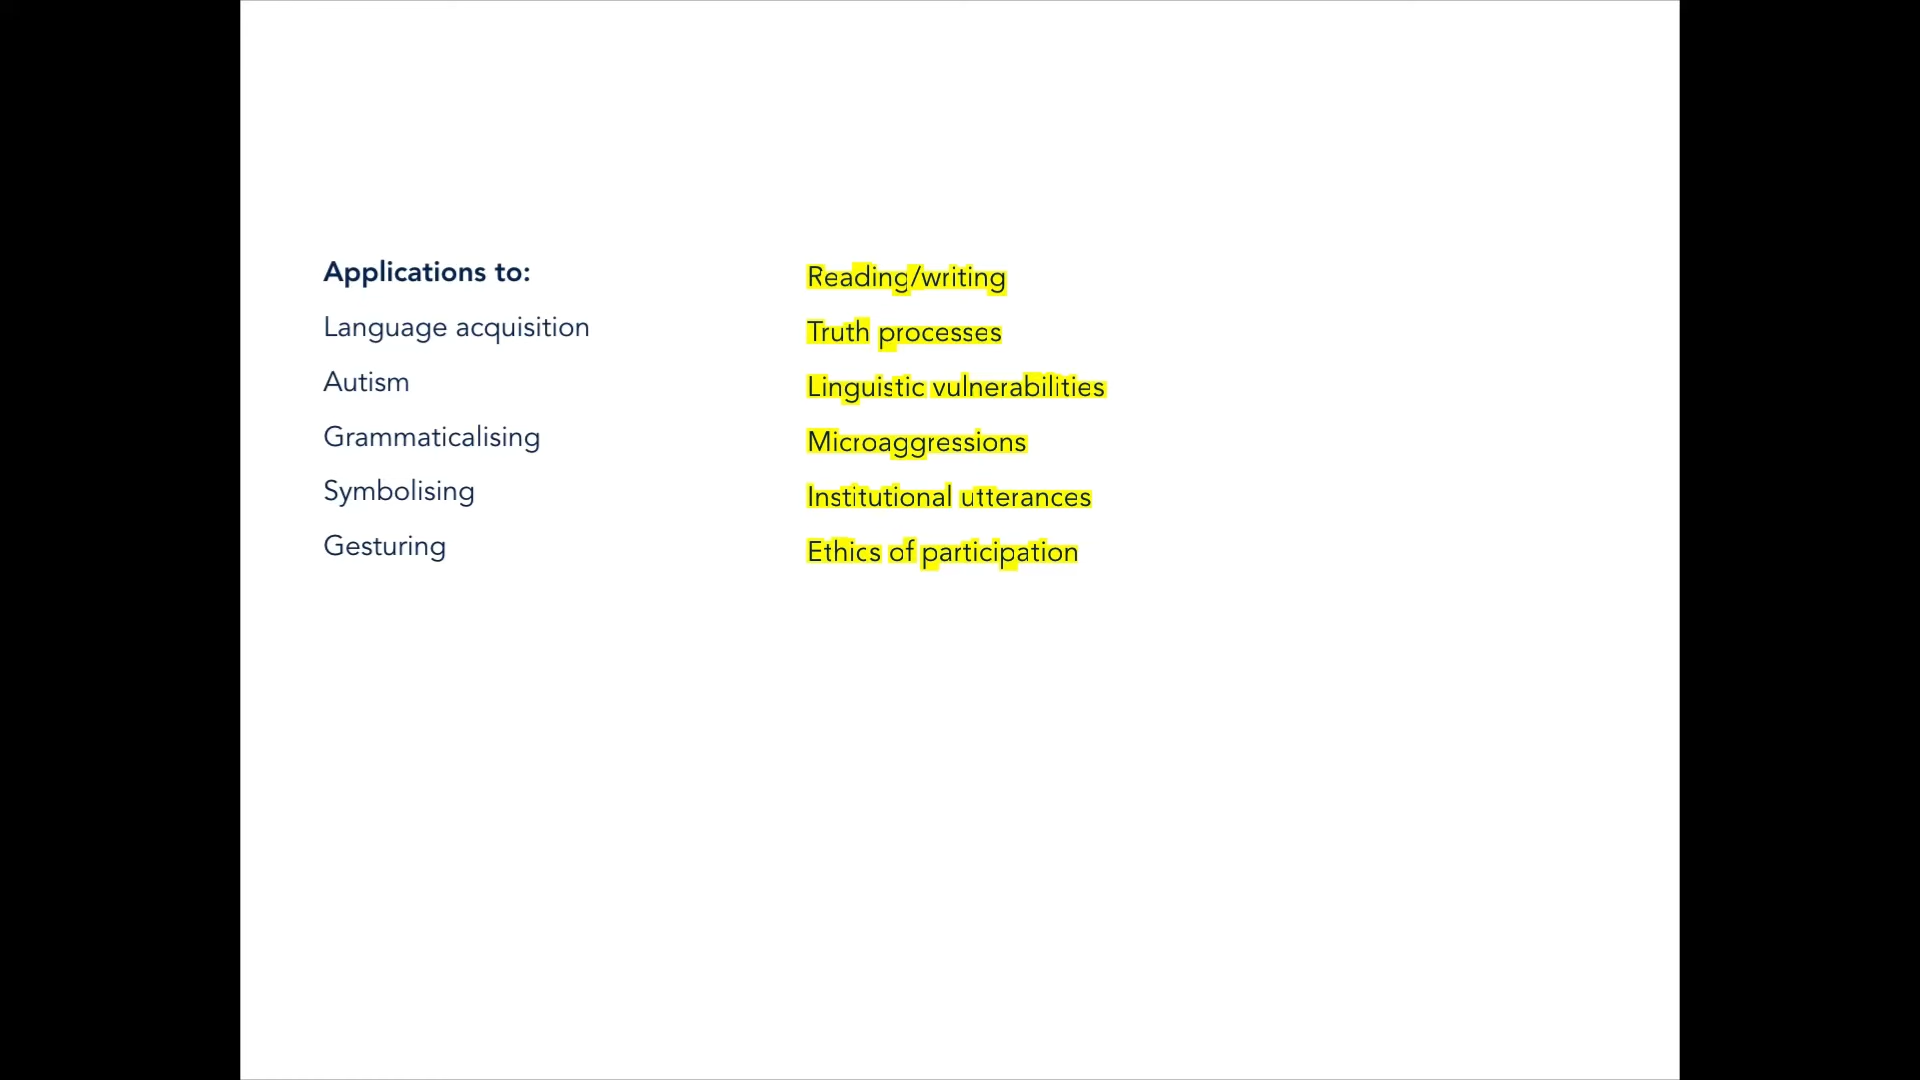 Applications to:
Language acquisition
Autism
Grammaticalising
Symbolising
Gesturing
Reading/writing
Truth processes
Linguistic vulnerabilities
Microaggressions
Institutional utterances
Ethics of participation